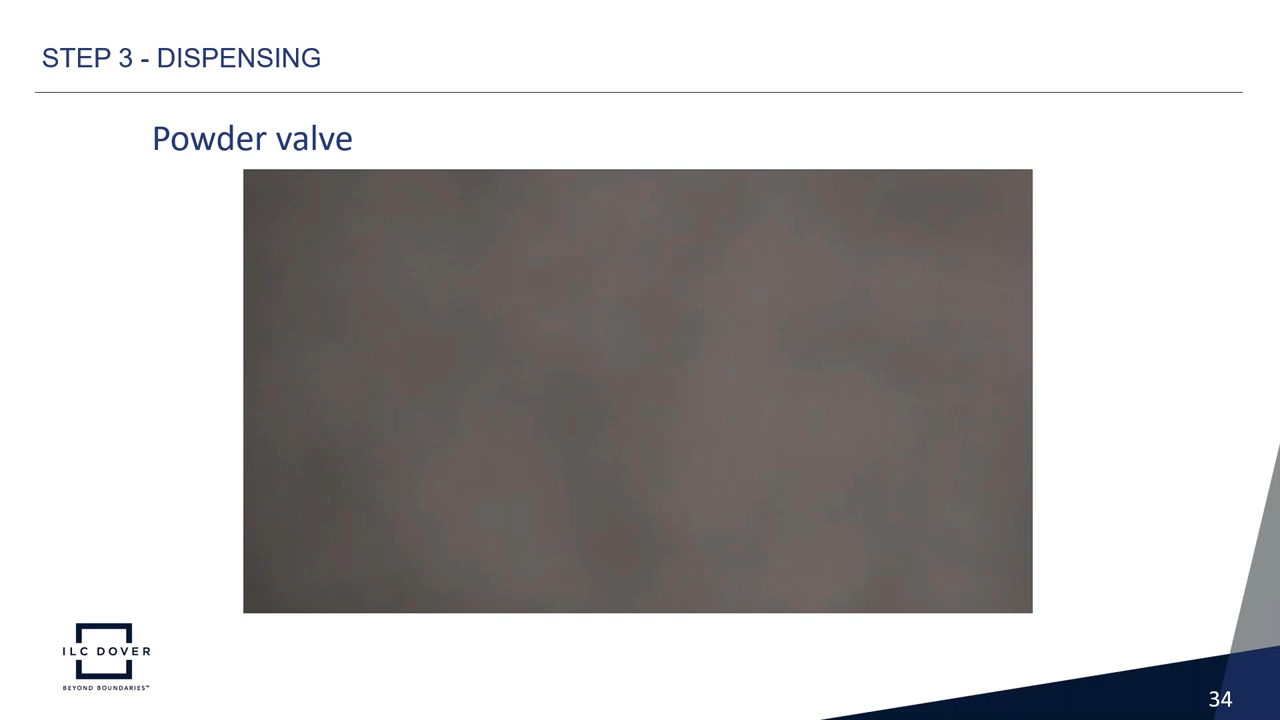 STEP 3 - DISPENSING
Powder valve
ILC DOVER
BEYOND BOUNDARIES™
34